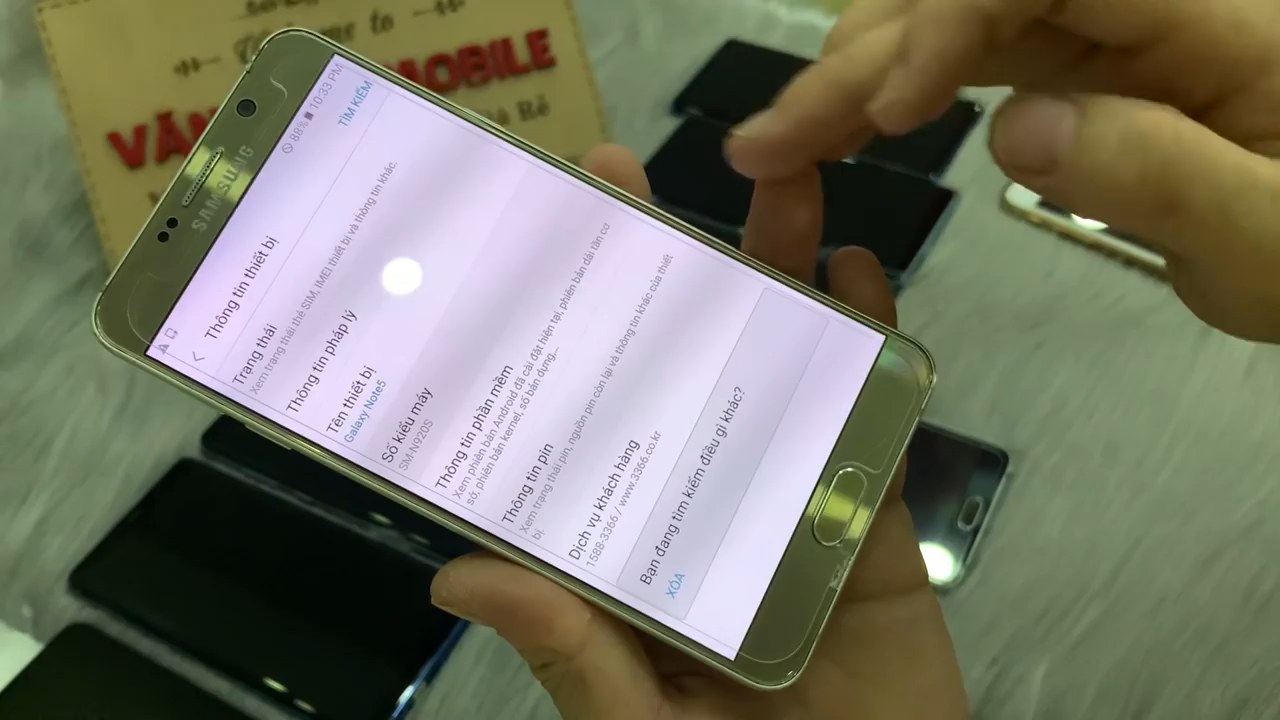 Welcome to
VĂN MOBILE
Rẻ
SAMSUNG
88% 10:33 PM
Thông tin thiết bị
TÌM KIẾM
Trạng thái
Xem trạng thái thẻ SIM, IMEI thiết bị và thông tin khác.
Thông tin pháp lý
Tên thiết bị
Galaxy Note5
Số kiểu máy
SM-N920S
Thông tin phần mềm
Xem phiên bản Android đã cài đặt hiện tại, phiên bản dải tần cơ
sở, phiên bản kernel, số bản dựng...
Thông tin pin
Xem trạng thái pin, nguồn pin còn lại và thông tin khác của thiết
bị.
Dịch vụ khách hàng
1588-3366 / www.3366.co.kr
Bạn đang tìm kiếm điều gì khác?
XÓA